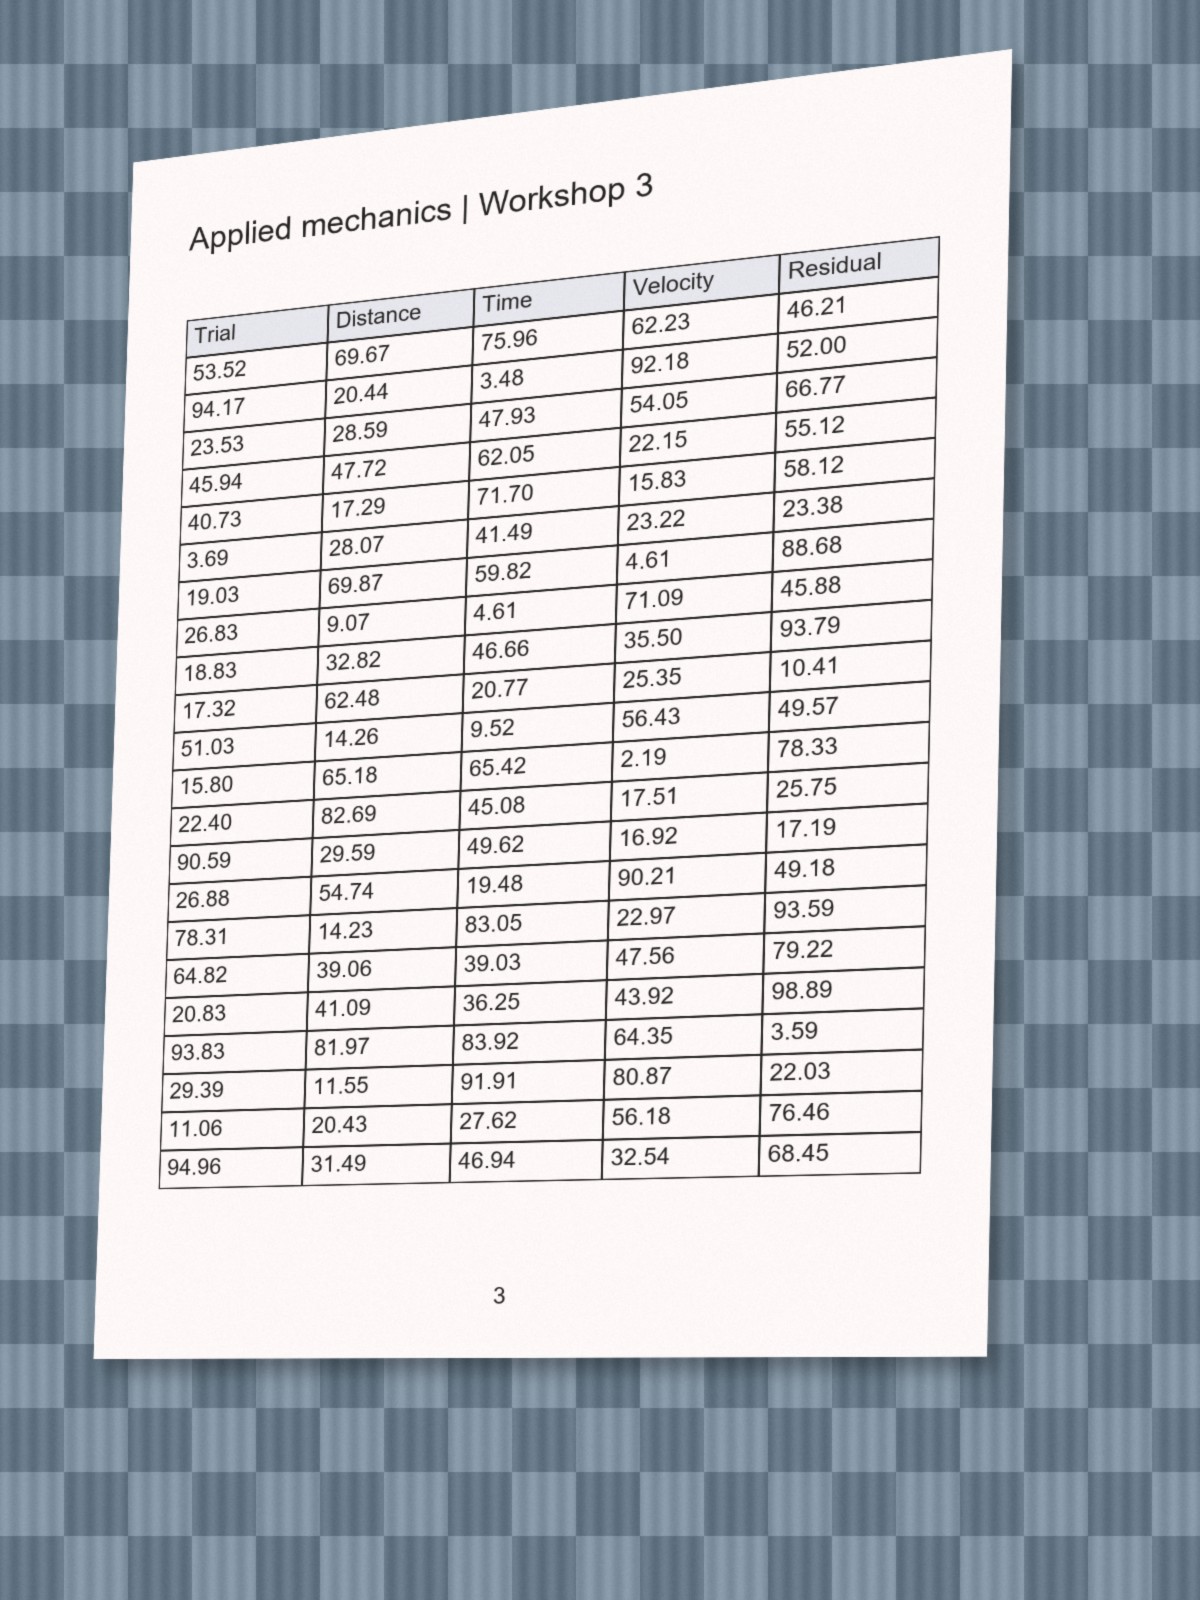 Applied mechanics | Workshop 3
Trial Distance Time Velocity Residual
53.52 69.67 75.96 62.23 46.21
94.17 20.44 3.48 92.18 52.00
23.53 28.59 47.93 54.05 66.77
45.94 47.72 62.05 22.15 55.12
40.73 17.29 71.70 15.83 58.12
3.69 28.07 41.49 23.22 23.38
19.03 69.87 59.82 4.61 88.68
26.83 9.07 4.61 71.09 45.88
18.83 32.82 46.66 35.50 93.79
17.32 62.48 20.77 25.35 10.41
51.03 14.26 9.52 56.43 49.57
15.80 65.18 65.42 2.19 78.33
22.40 82.69 45.08 17.51 25.75
90.59 29.59 49.62 16.92 17.19
26.88 54.74 19.48 90.21 49.18
78.31 14.23 83.05 22.97 93.59
64.82 39.06 39.03 47.56 79.22
20.83 41.09 36.25 43.92 98.89
93.83 81.97 83.92 64.35 3.59
29.39 11.55 91.91 80.87 22.03
11.06 20.43 27.62 56.18 76.46
94.96 31.49 46.94 32.54 68.45
3